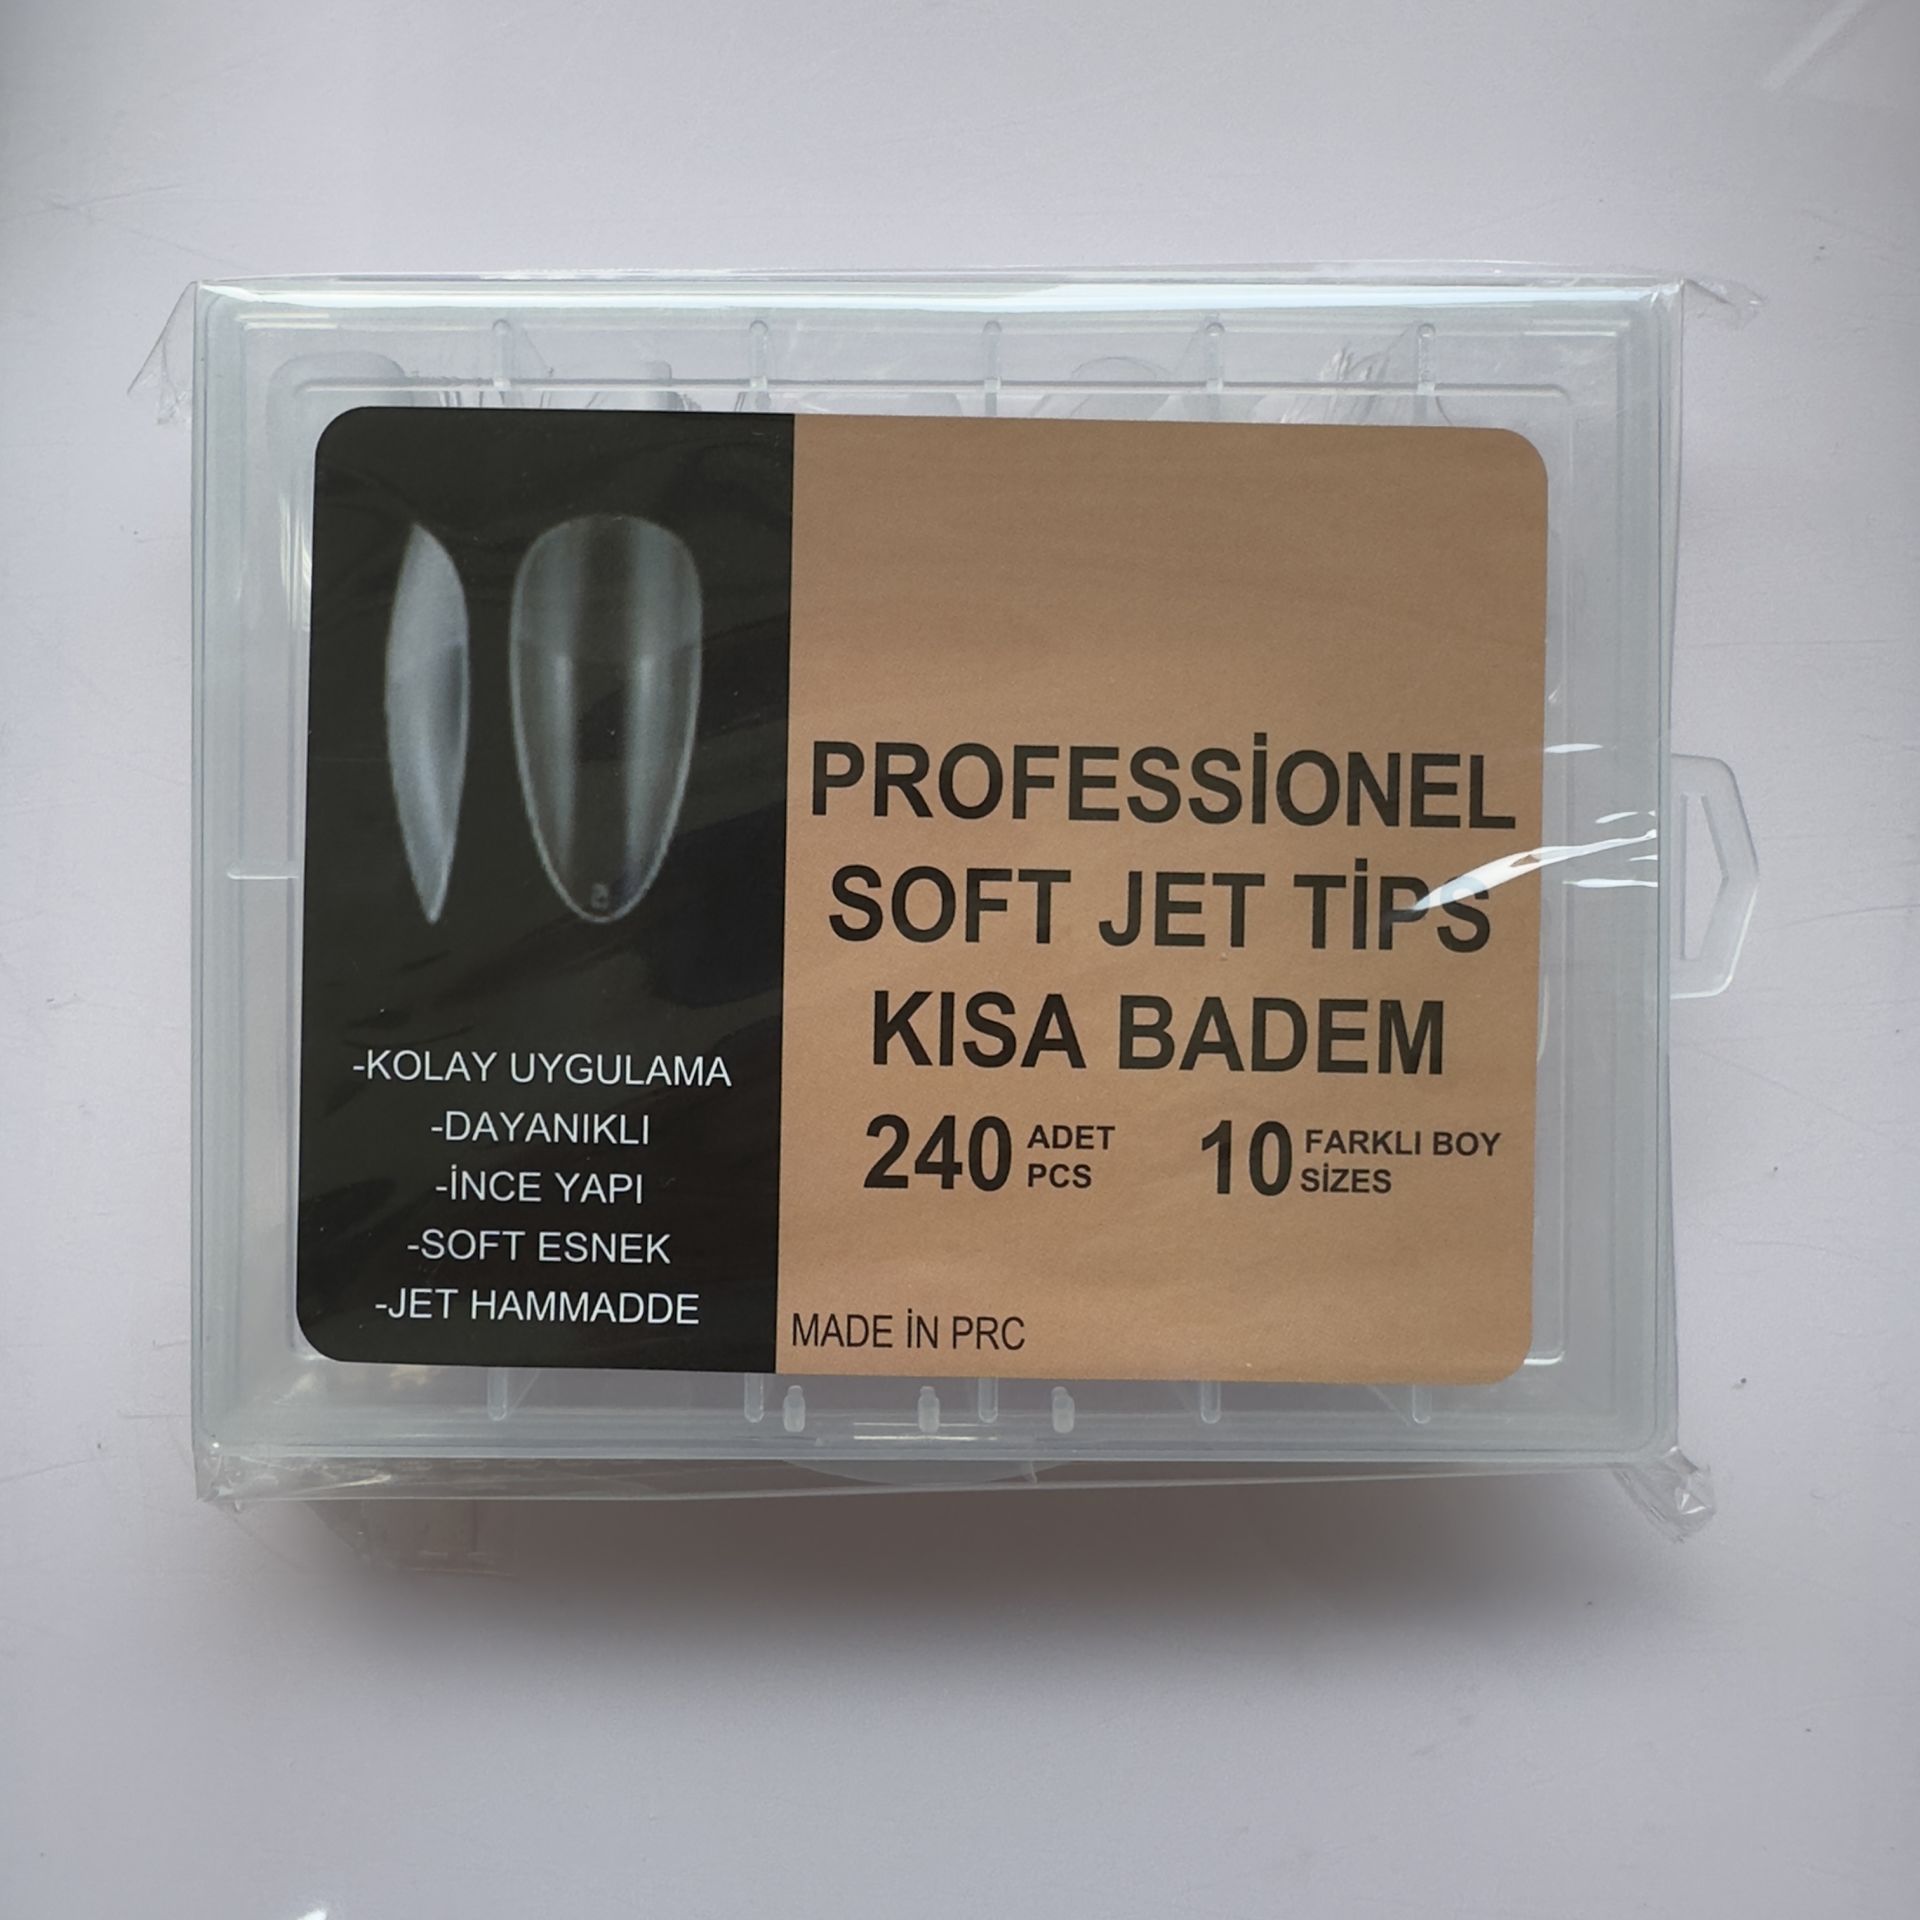 PROFESSİONEL
SOFT JET TİPS
KISA BADEM
240 ADET PCS
10 FARKLI BOY SİZES
-KOLAY UYGULAMA
-DAYANIKLI
-İNCE YAPI
-SOFT ESNEK
-JET HAMMADDE
MADE İN PRC